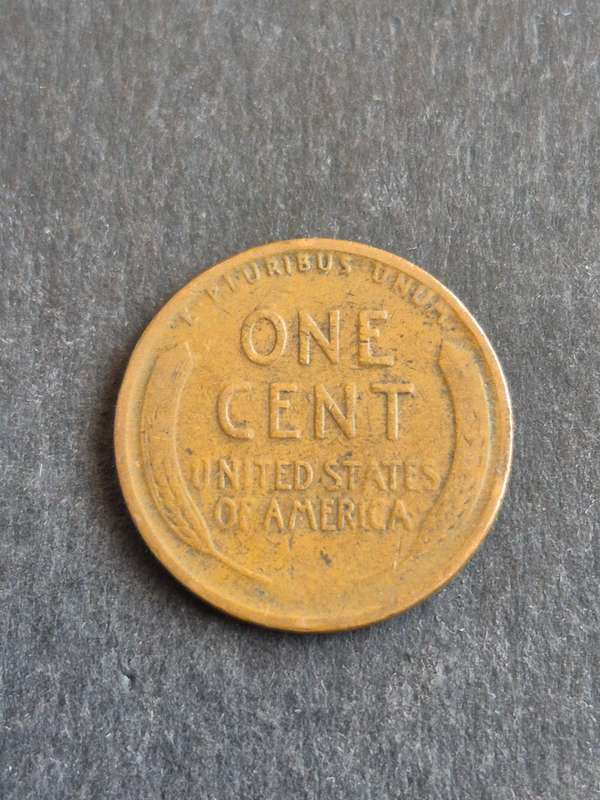 E PLURIBUS UNUM
ONE
CENT
UNITED STATES
OF AMERICA